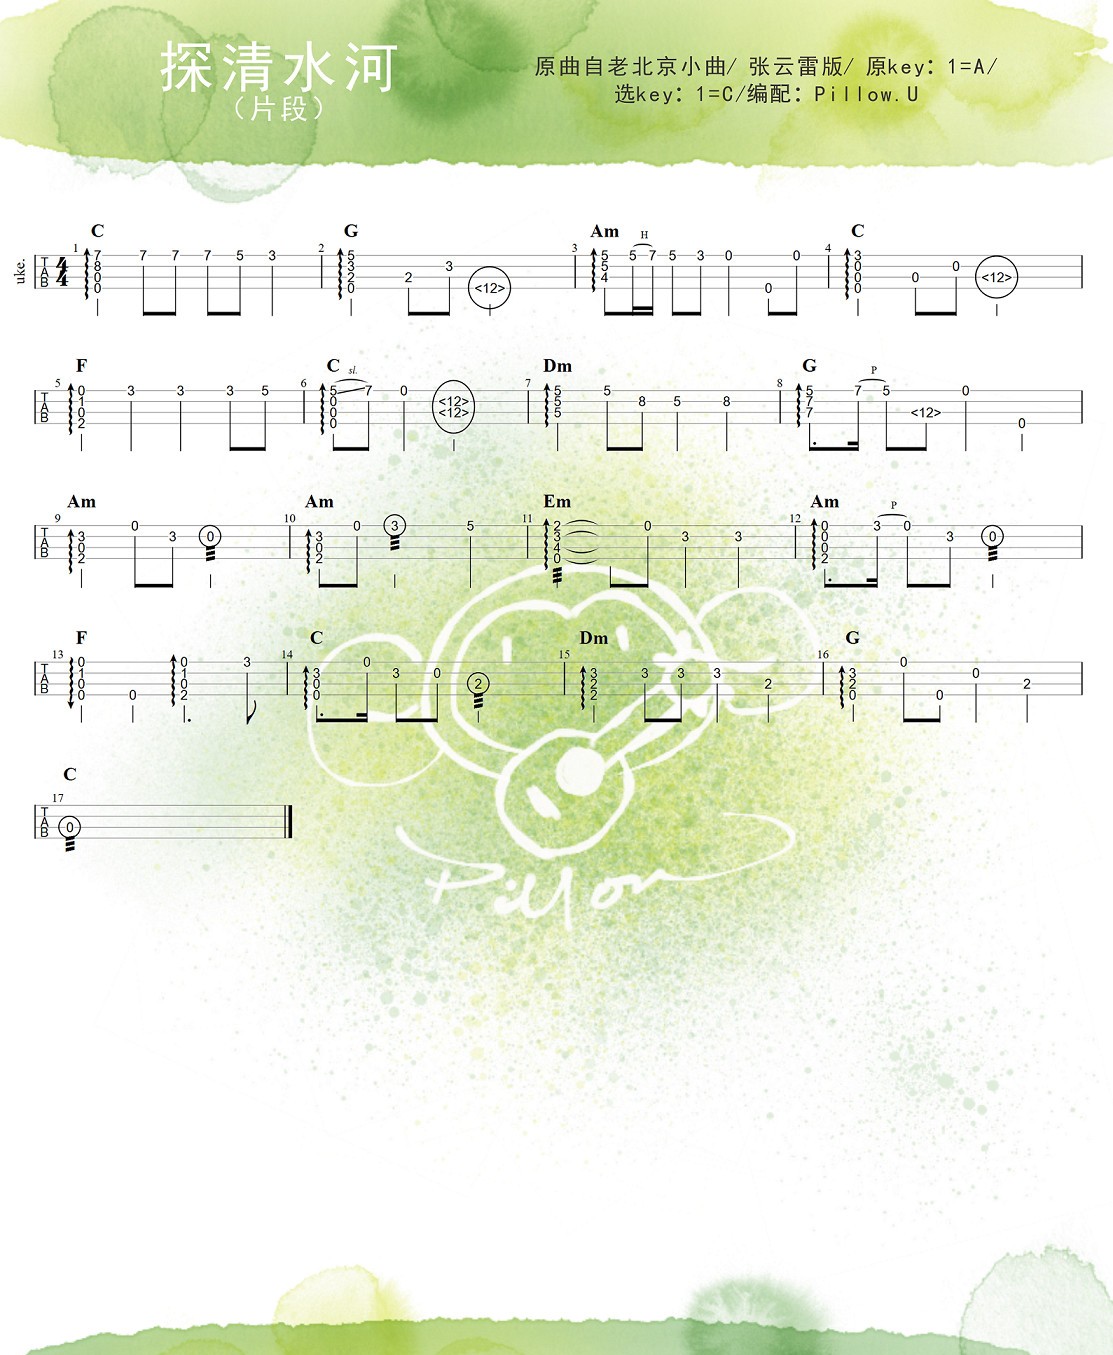 探清水河
（片段）
原曲自老北京小曲/ 张云雷版/ 原key：1=A/
选key：1=C/编配：Pillow.U
C G Am H C
uke.
1 2 3 4
T A B 4 4
7 8 0 0 7 7 7 5 3
5 3 2 0 2 3 <12>
5 5 4 5 7 5 3 0 0 0
3 0 0 0 0 0 <12>
F C sl. Dm G P
5 6 7 8
T A B
0 1 0 2 3 3 3 5
5 0 0 0 7 0 <12> <12>
5 5 5 5 8 5 8
5 7 7 7 5 <12> 0 0
Am Am Em Am P
9 10 11 12
T A B
3 0 2 0 3 0
3 0 2 0 3 5
2 3 4 0 0 3 3
0 0 0 2 3 0 3 0
F C Dm G
13 14 15 16
T A B
0 1 0 0 0 0 1 0 2 3
3 0 0 0 3 0 2
3 2 2 3 3 3 2
3 2 0 0 0 0 2
C
17
T A B
0
Pillow